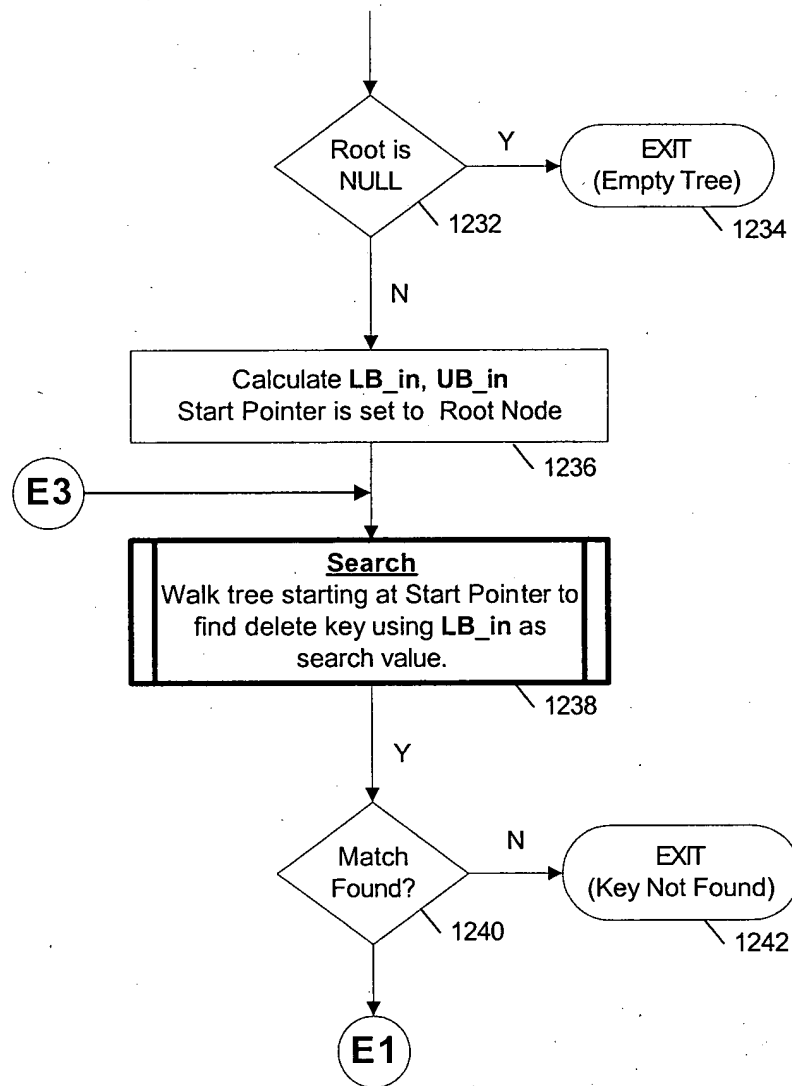 Root is
NULL
Y
EXIT
(Empty Tree)
1232
1234
N
Calculate LB_in, UB_in
Start Pointer is set to Root Node
1236
E3
Search
Walk tree starting at Start Pointer to
find delete key using LB_in as
search value.
1238
Y
Match
Found?
N
EXIT
(Key Not Found)
1240
1242
E1